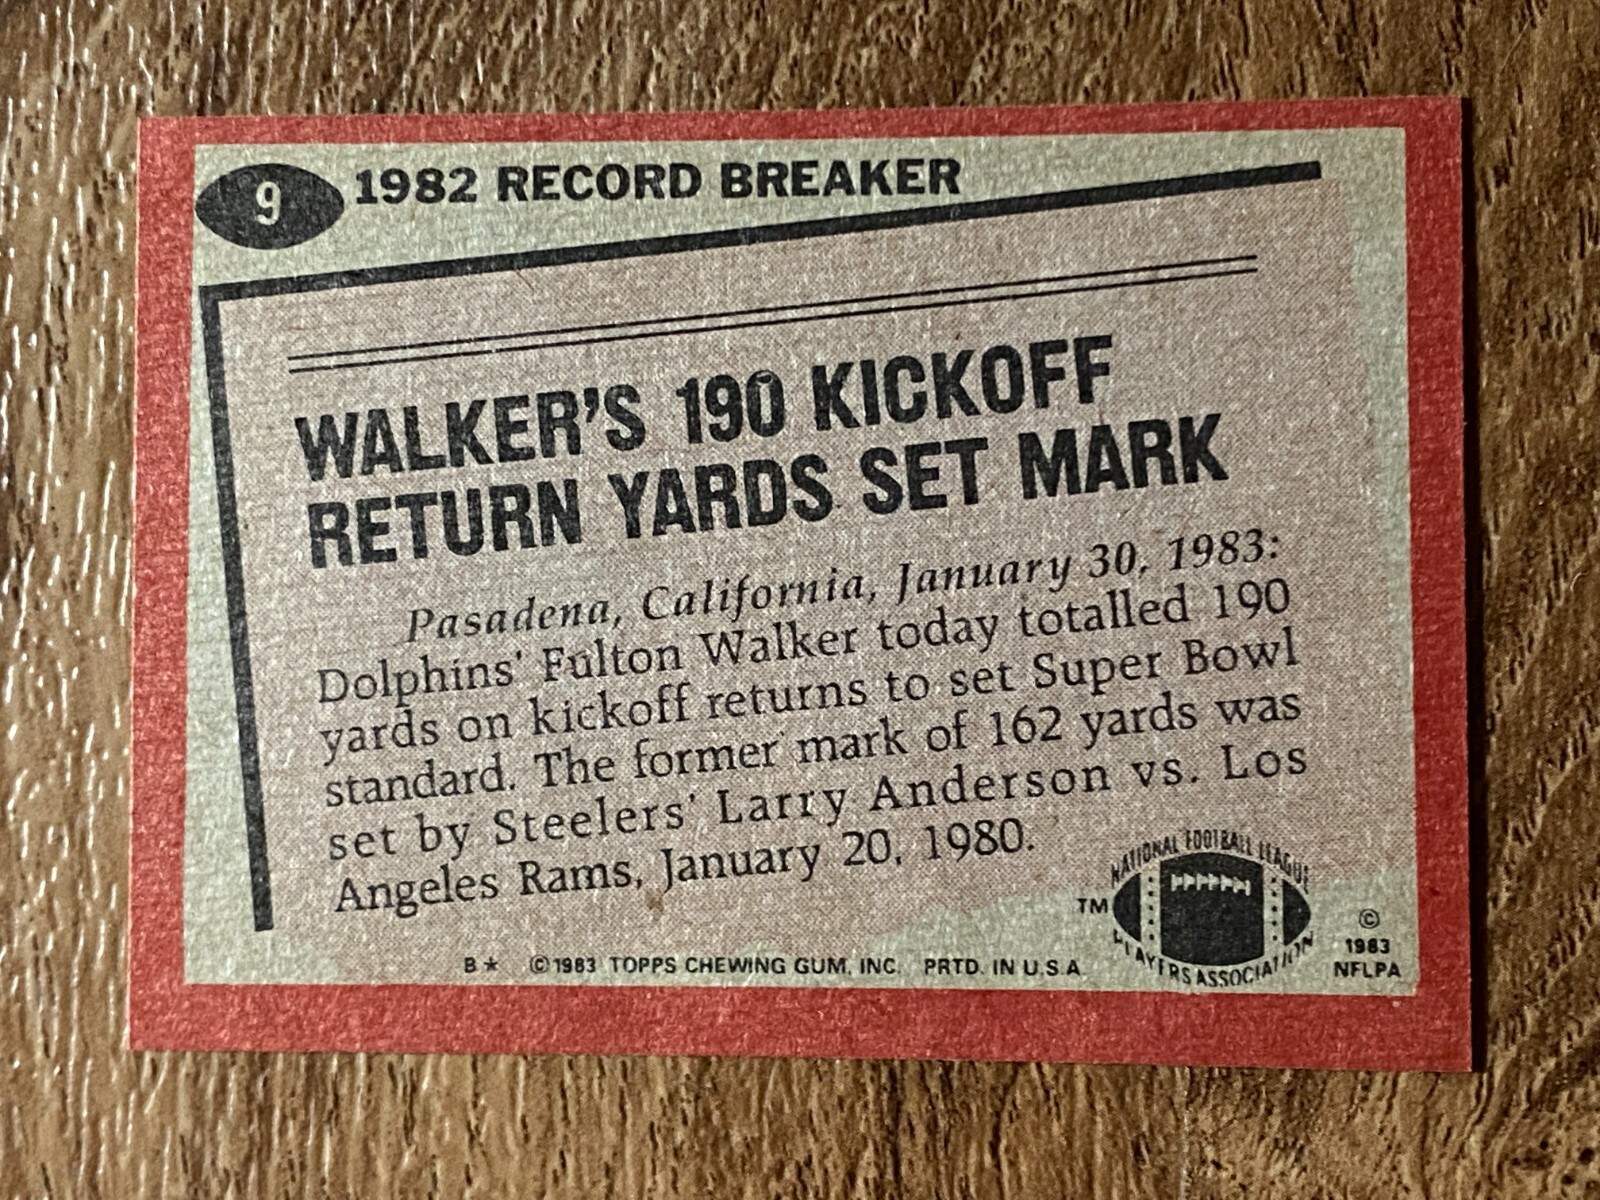 9 1982 RECORD BREAKER
WALKER'S 190 KICKOFF
RETURN YARDS SET MARK
Pasadena, California, January 30, 1983:
Dolphins' Fulton Walker today totalled 190
yards on kickoff returns to set Super Bowl
standard. The former mark of 162 yards was
set by Steelers' Larry Anderson vs. Los
Angeles Rams, January 20, 1980.
NATIONAL FOOTBALL LEAGUE
TM
PLAYERS ASSOCIATION
©
1983
NFLPA
B* ©1983 TOPPS CHEWING GUM, INC. PRTD. IN U.S.A.